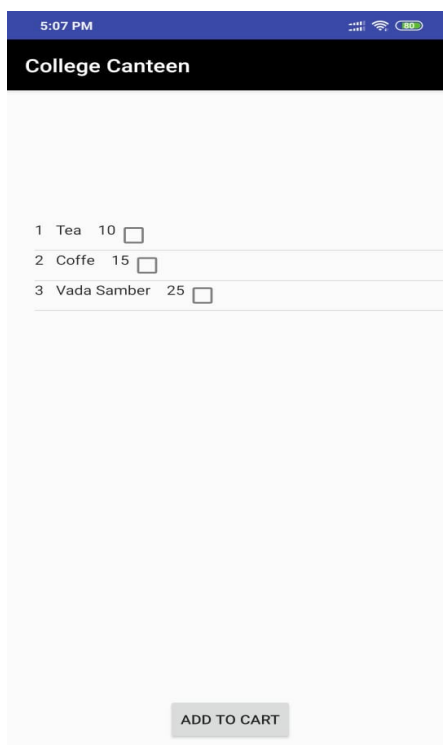 5:07 PM 80
College Canteen
1 Tea 10
2 Coffe 15
3 Vada Samber 25
ADD TO CART